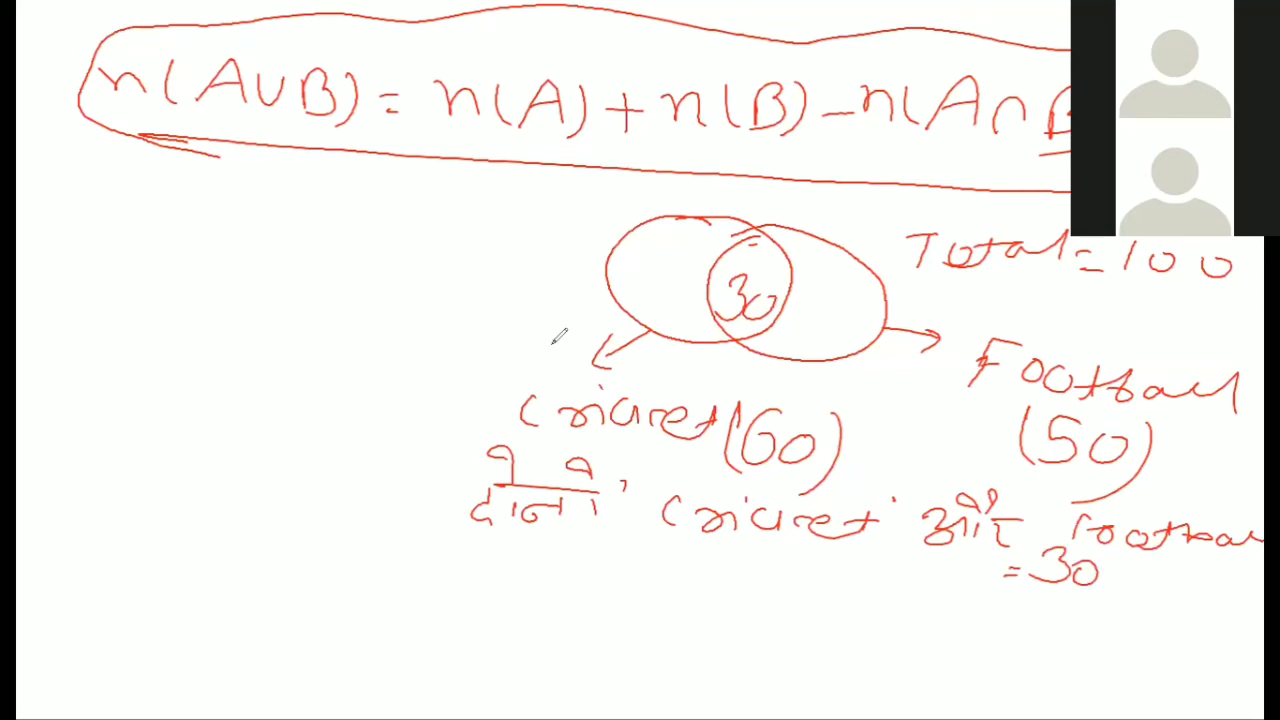 n(A∪B) = n(A) + n(B) - n(A∩B
Total = 100
30
Football
Cricket (60)
(50)
दोनो, Cricket और Football
= 30